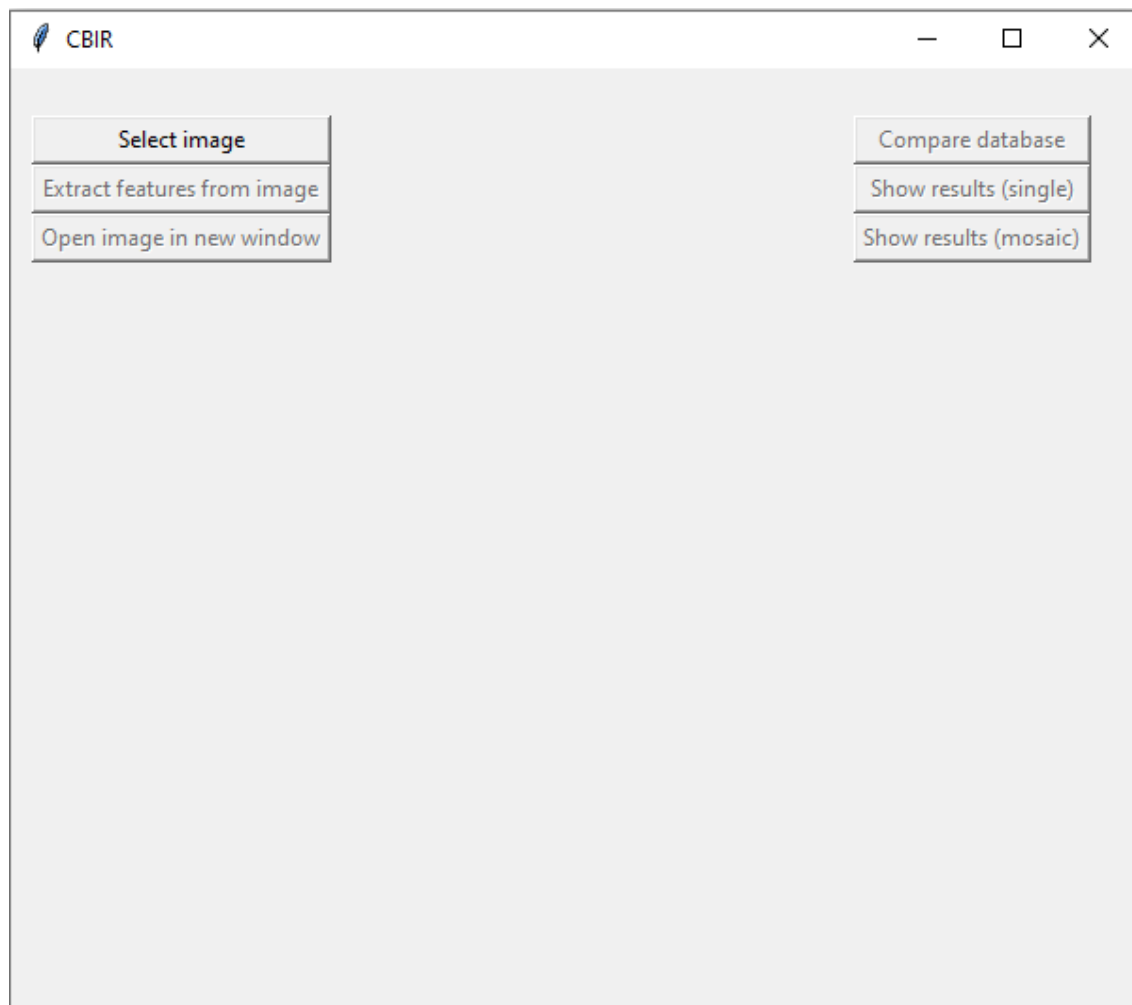 CBIR
Select image
Extract features from image
Open image in new window
Compare database
Show results (single)
Show results (mosaic)